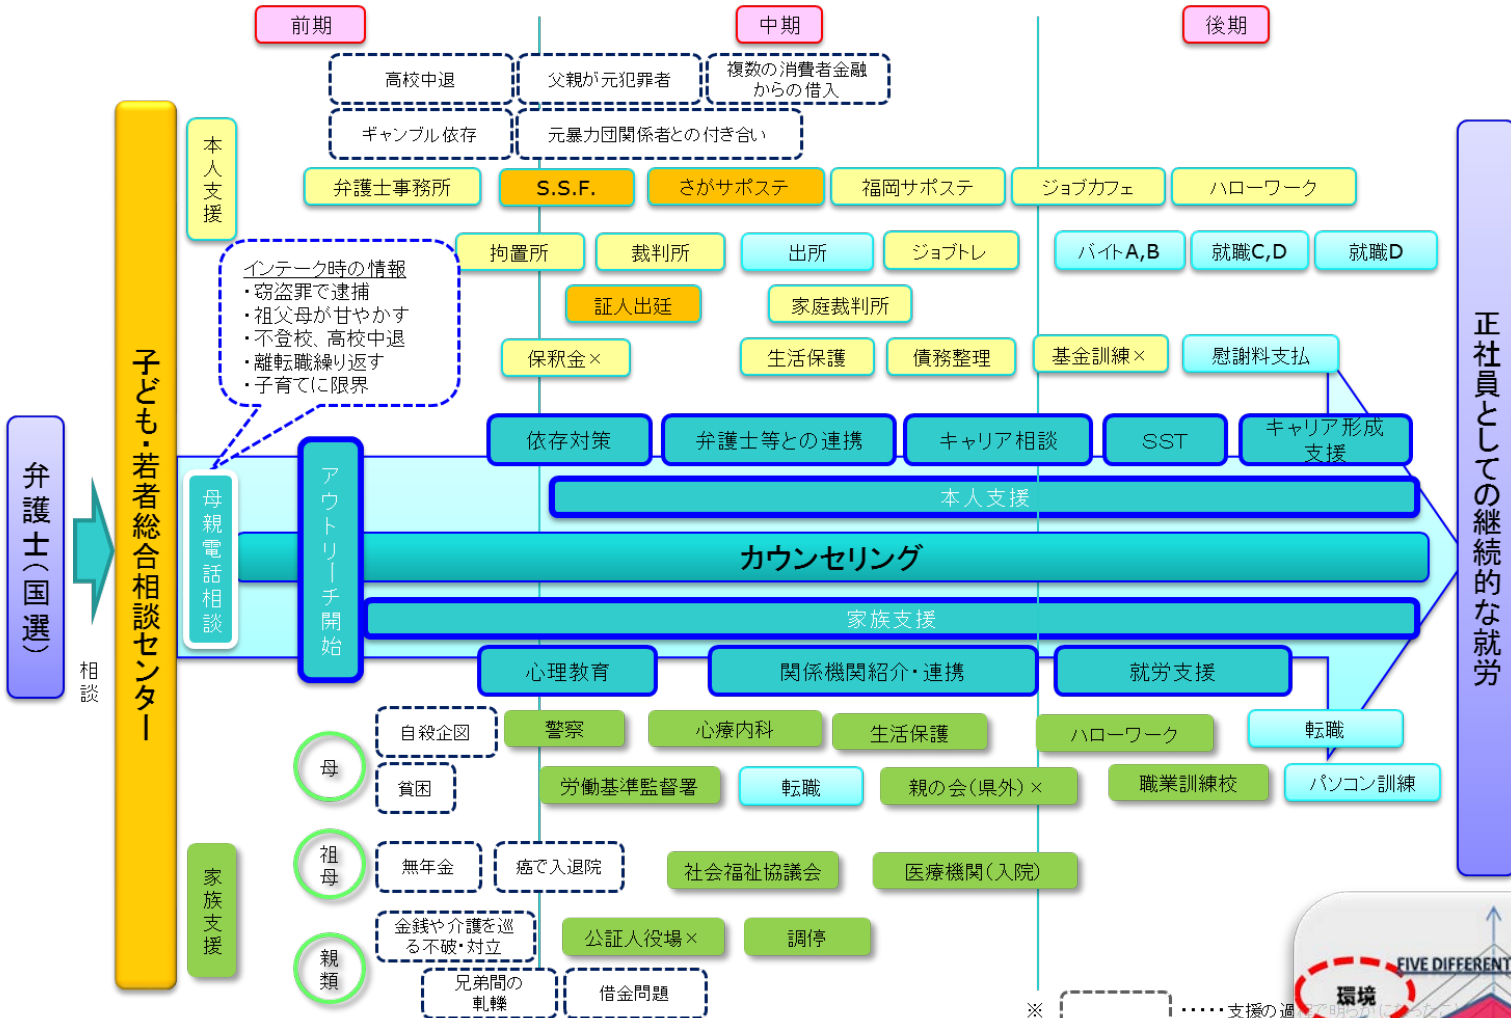 前期
中期
後期
高校中退
父親が元犯罪者
複数の消費者金融
からの借入
ギャンブル依存
元暴力団関係者との付き合い
本人支援
弁護士事務所
S.S.F.
さがサポステ
福岡サポステ
ジョブカフェ
ハローワーク
拘置所
裁判所
出所
ジョブトレ
バイトA,B
就職C,D
就職D
インテーク時の情報
・窃盗罪で逮捕
・祖父母が甘やかす
・不登校、高校中退
・離転職繰り返す
・子育てに限界
証人出廷
家庭裁判所
保釈金×
生活保護
債務整理
基金訓練×
慰謝料支払
弁護士（国選）
相談
子ども・若者総合相談センター
母親電話相談
アウトリーチ開始
依存対策
弁護士等との連携
キャリア相談
SST
キャリア形成
支援
本人支援
カウンセリング
家族支援
心理教育
関係機関紹介・連携
就労支援
正社員としての継続的な就労
家族支援
母
自殺企図
警察
心療内科
生活保護
ハローワーク
転職
貧困
労働基準監督署
転職
親の会(県外)×
職業訓練校
パソコン訓練
祖母
無年金
癌で入退院
社会福祉協議会
医療機関(入院)
親類
金銭や介護を巡
る不破・対立
公証人役場×
調停
兄弟間の
軋轢
借金問題
※
‥‥‥支援の過
FIVE DIFFERENT
環境